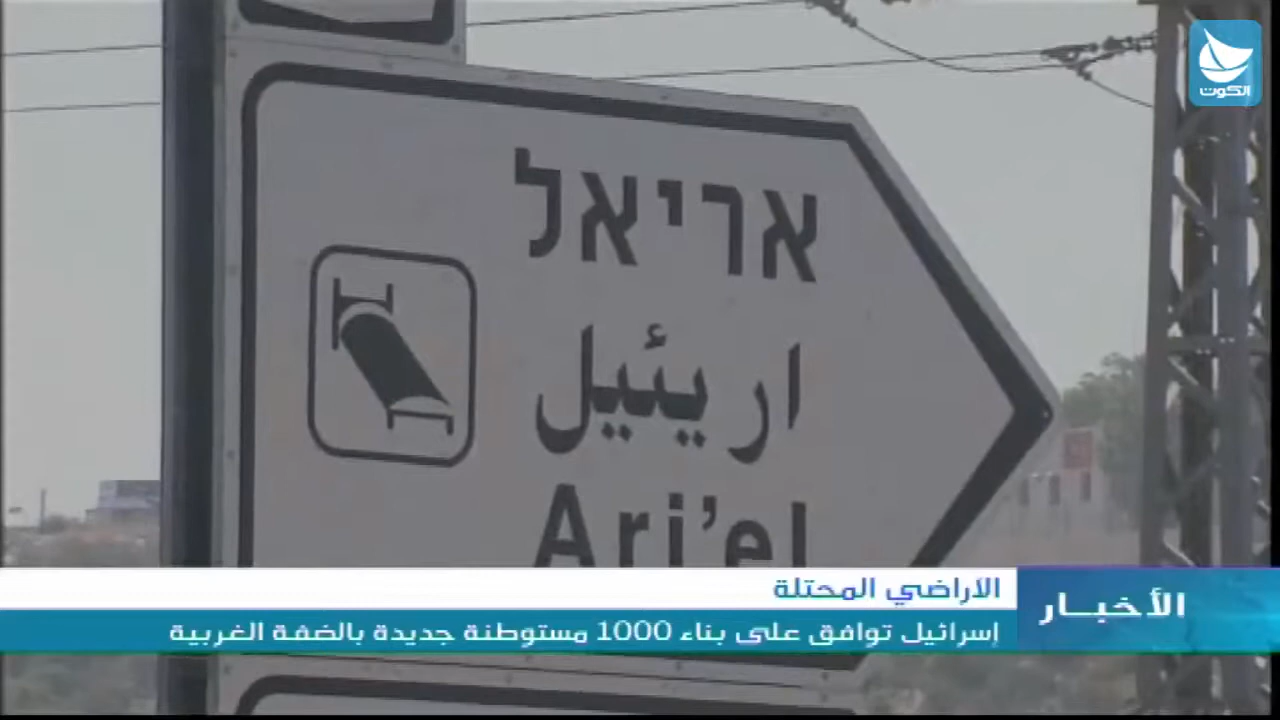 الكوت
אריאל
اريئيل
Ari'el
الأخبـار
الاراضي المحتلة
إسرائيل توافق على بناء 1000 مستوطنة جديدة بالضفة الغربية